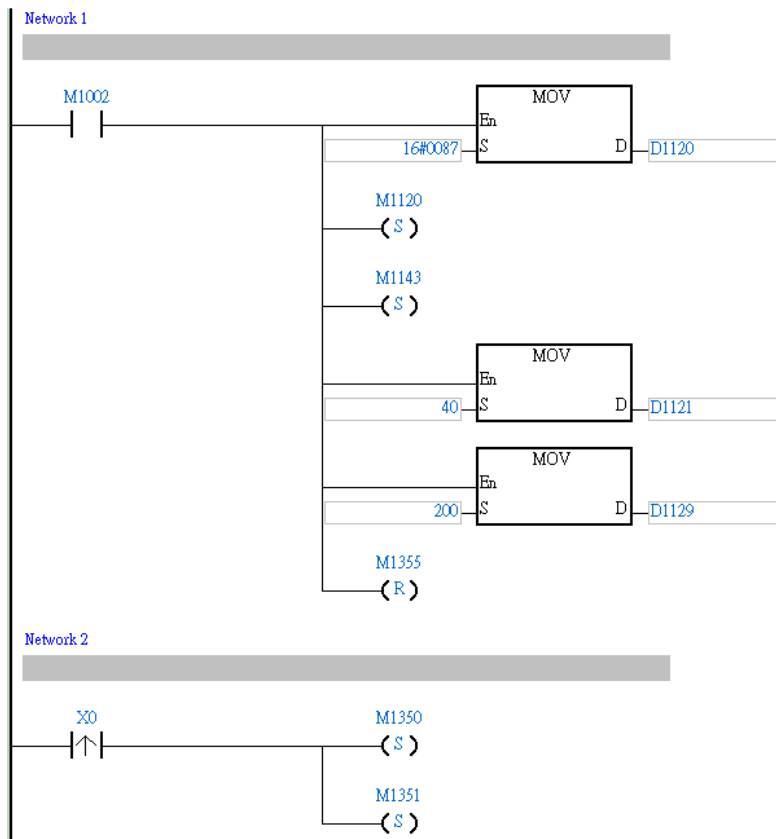 Network 1
M1002
MOV
En
16#0087 S D D1120
M1120
S
M1143
S
MOV
En
40 S D D1121
MOV
En
200 S D D1129
M1355
R
Network 2
X0 M1350
S
M1351
S